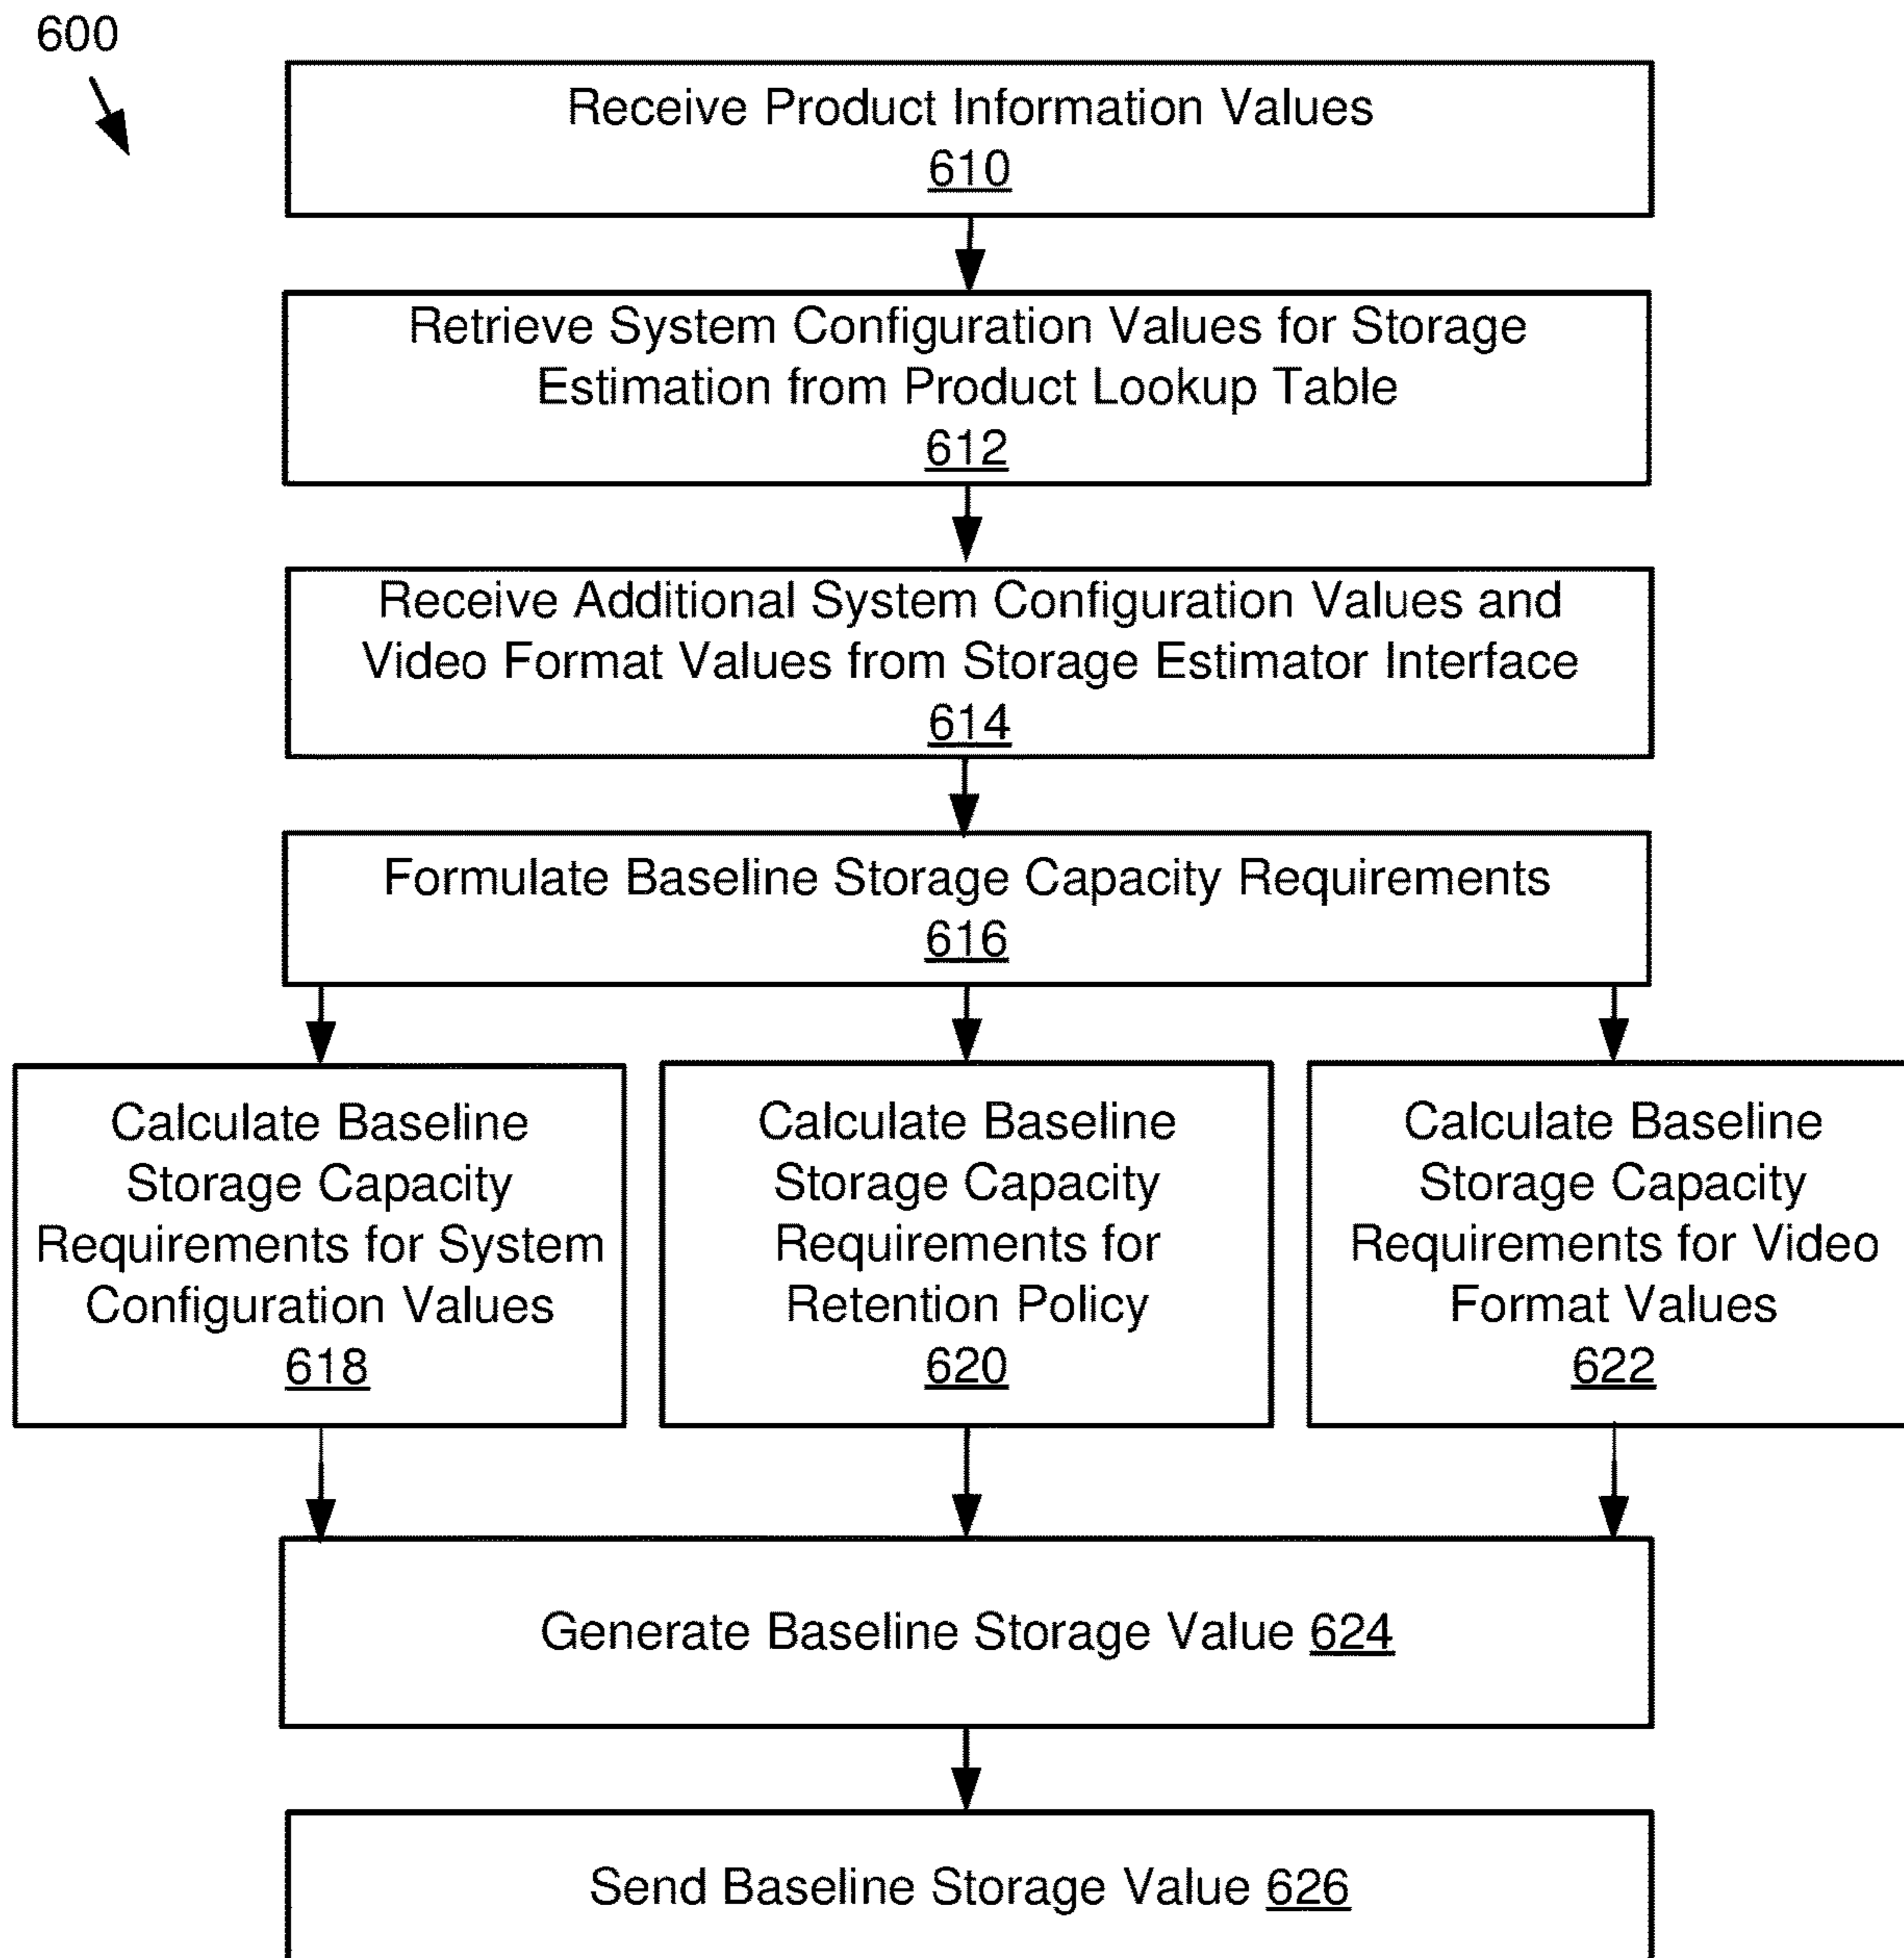 600
Receive Product Information Values
610
Retrieve System Configuration Values for Storage
Estimation from Product Lookup Table
612
Receive Additional System Configuration Values and
Video Format Values from Storage Estimator Interface
614
Formulate Baseline Storage Capacity Requirements
616
Calculate Baseline
Storage Capacity
Requirements for System
Configuration Values
618
Calculate Baseline
Storage Capacity
Requirements for
Retention Policy
620
Calculate Baseline
Storage Capacity
Requirements for Video
Format Values
622
Generate Baseline Storage Value 624
Send Baseline Storage Value 626